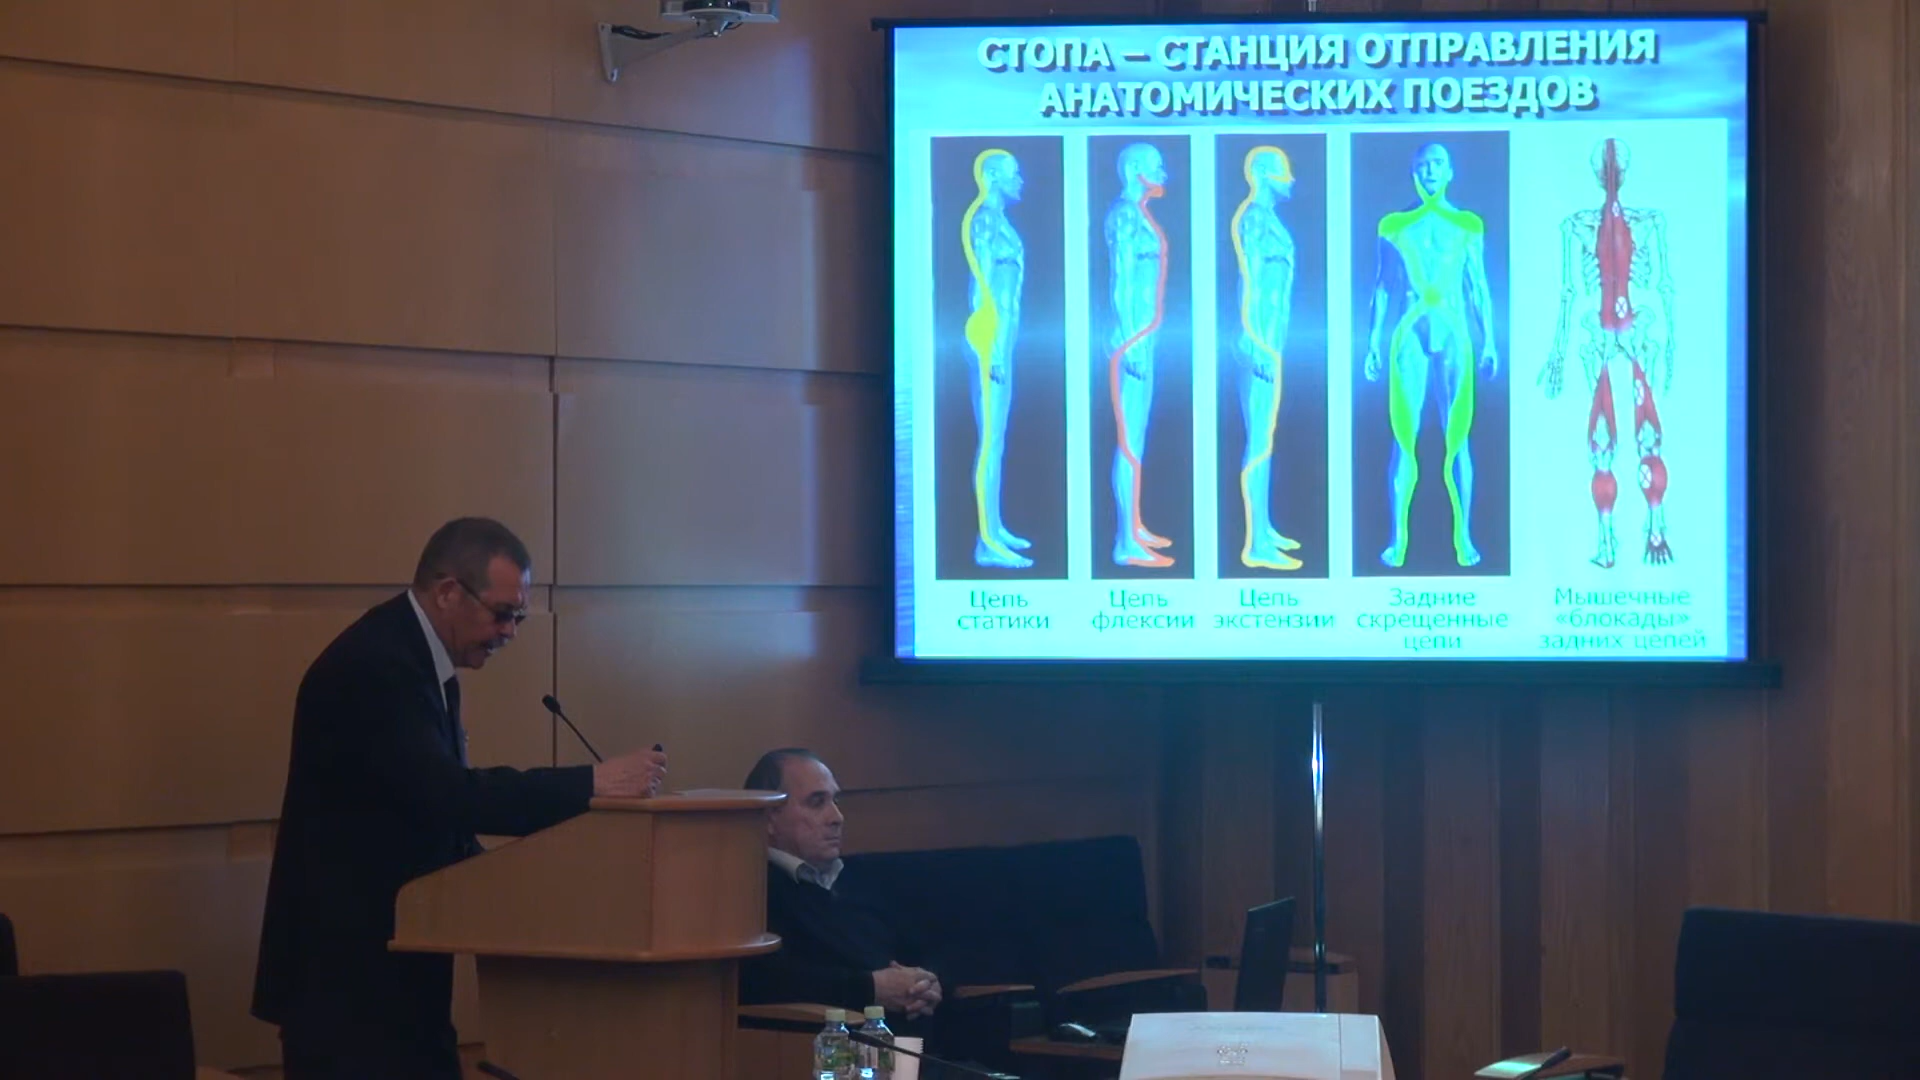 СТОПА – СТАНЦИЯ ОТПРАВЛЕНИЯ
АНАТОМИЧЕСКИХ ПОЕЗДОВ
Цепь
статики
Цепь
флексии
Цепь
экстензии
Задние
скрещенные
цепи
Мышечные
«блокады»
задних цепей